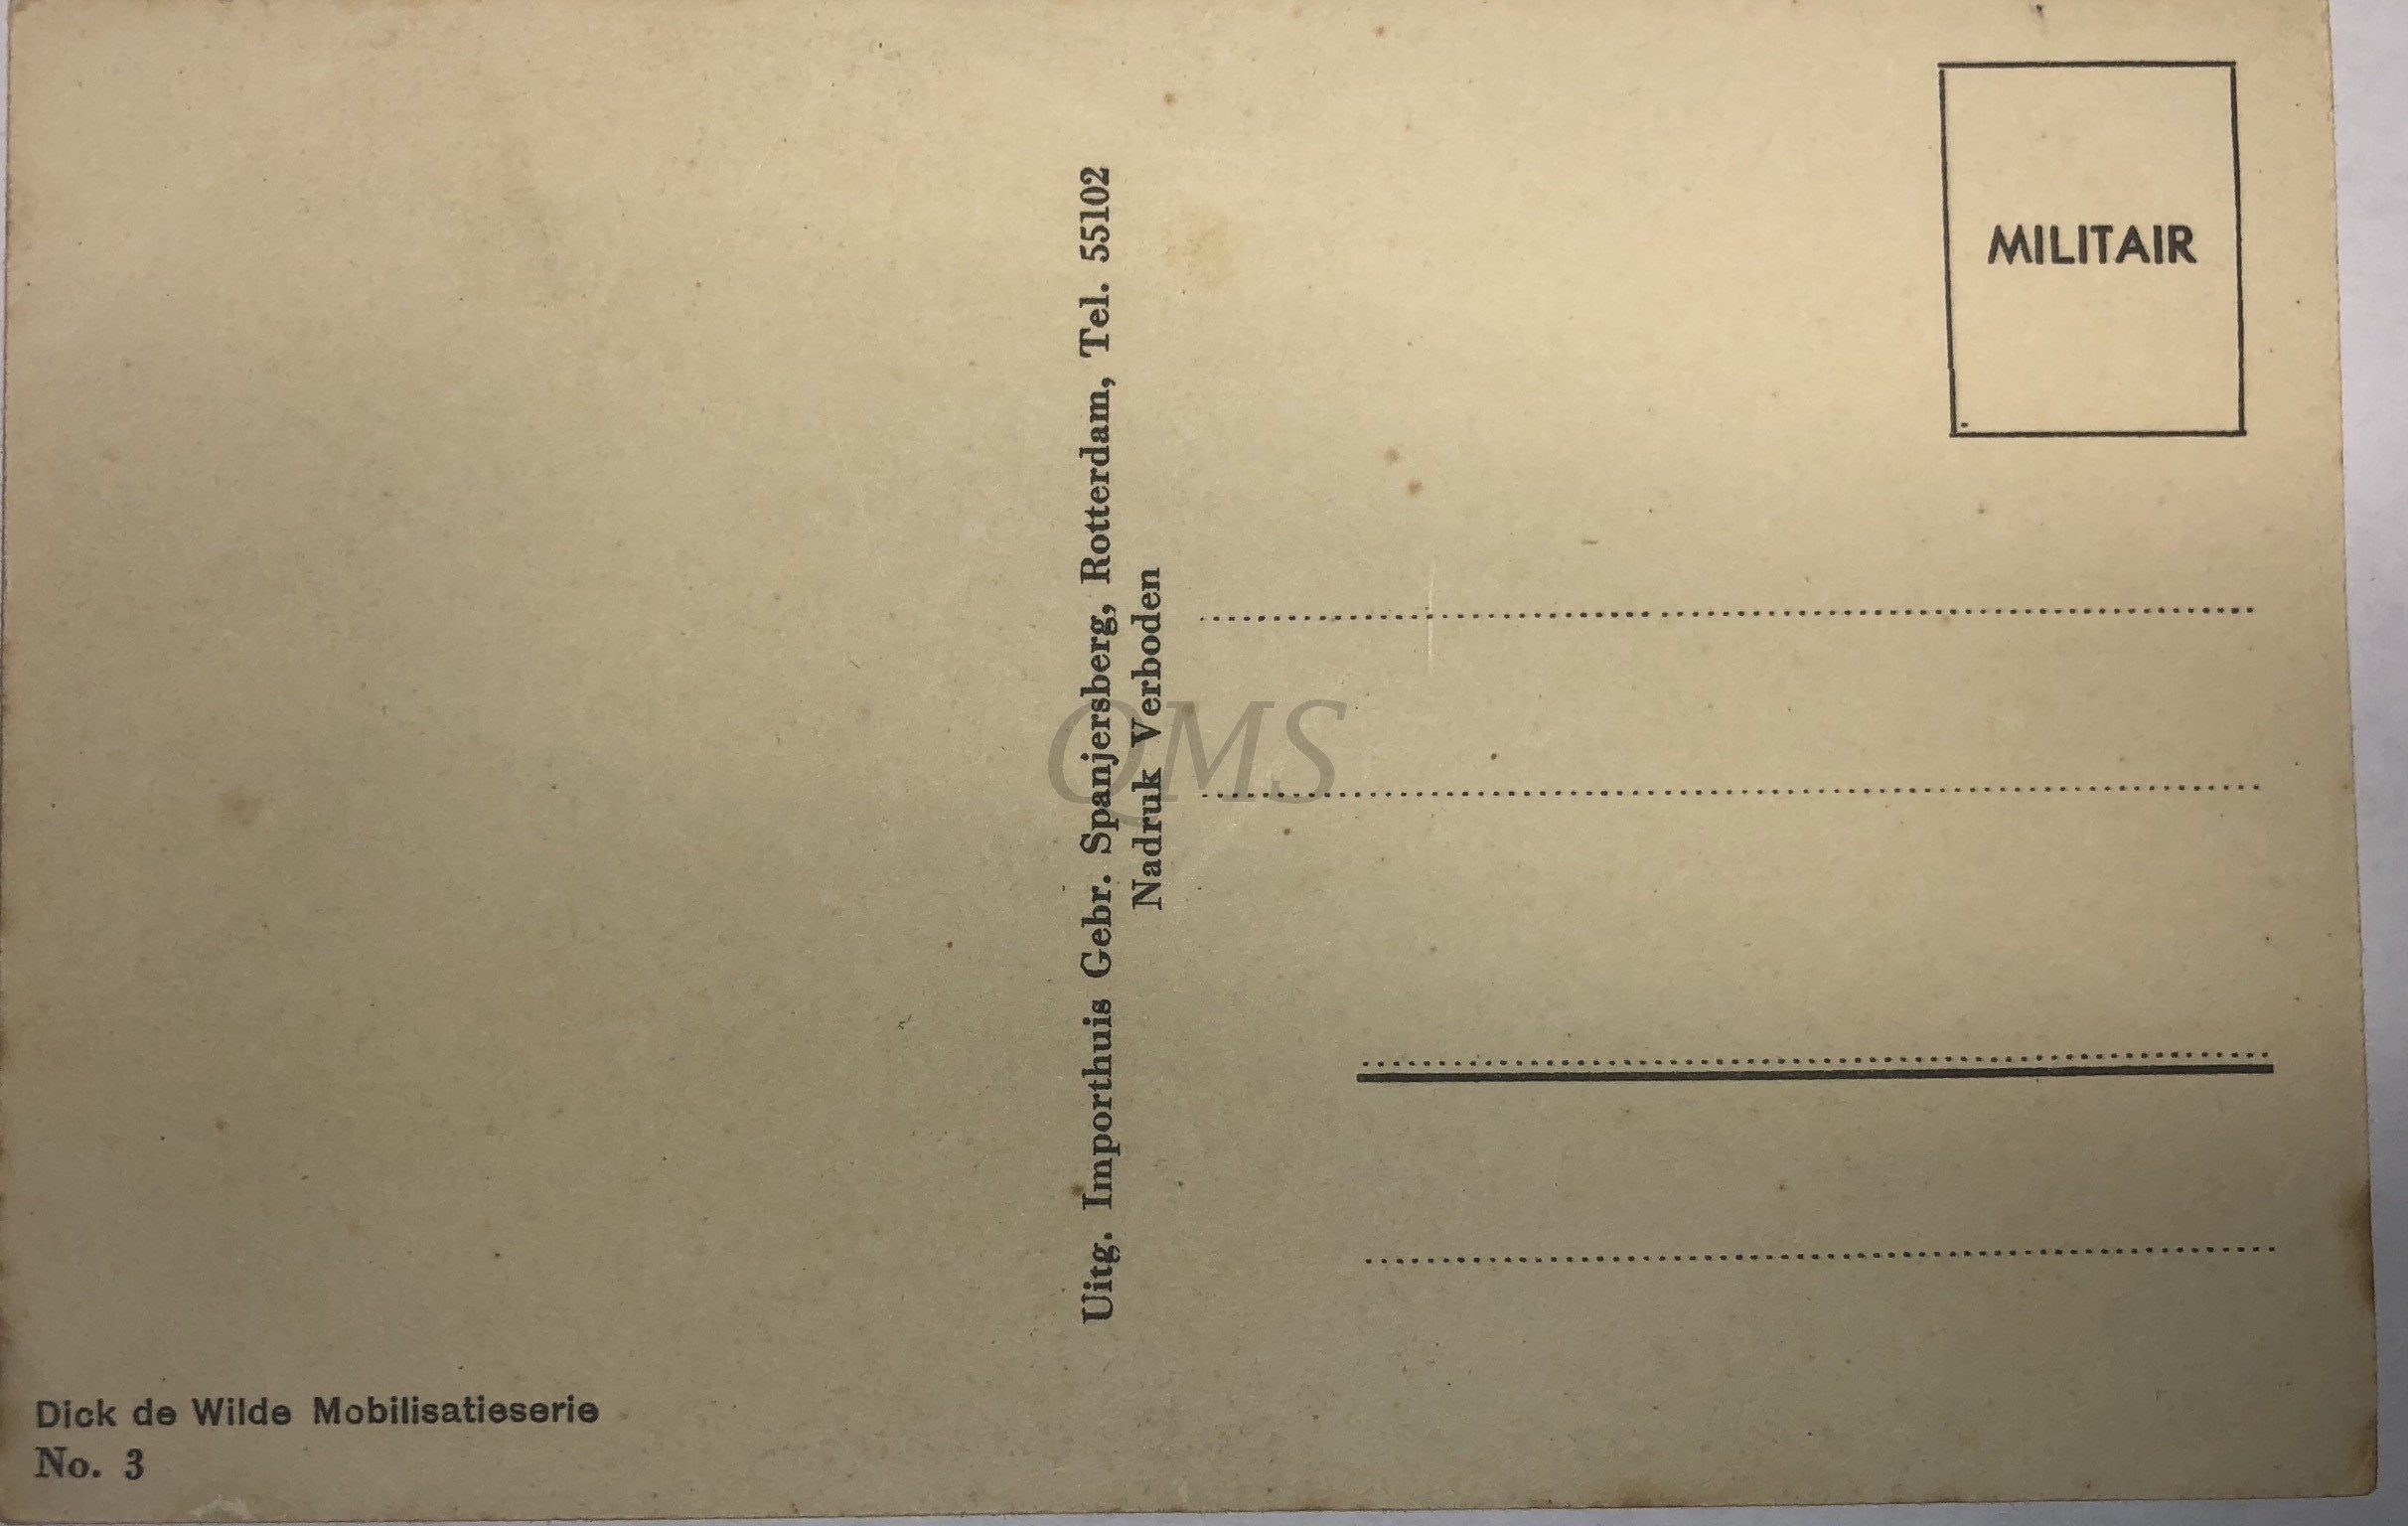 MILITAIR
Uitg. Importhuis Gebr. Spanjersberg, Rotterdam, Tel. 55102
Nadruk Verboden
QMS
Dick de Wilde Mobilisatieserie
No. 3